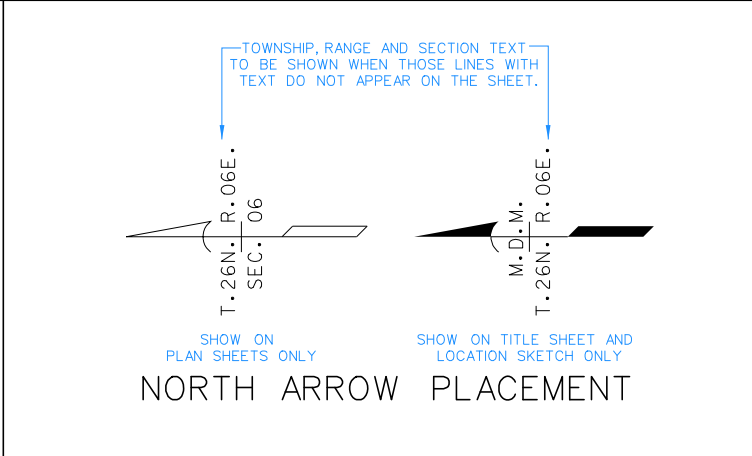 TOWNSHIP, RANGE AND SECTION TEXT
TO BE SHOWN WHEN THOSE LINES WITH
TEXT DO NOT APPEAR ON THE SHEET.
T.26N. R.06E.
SEC. 06
M.D.M.
T.26N. R.06E.
SHOW ON
PLAN SHEETS ONLY
SHOW ON TITLE SHEET AND
LOCATION SKETCH ONLY
NORTH ARROW PLACEMENT